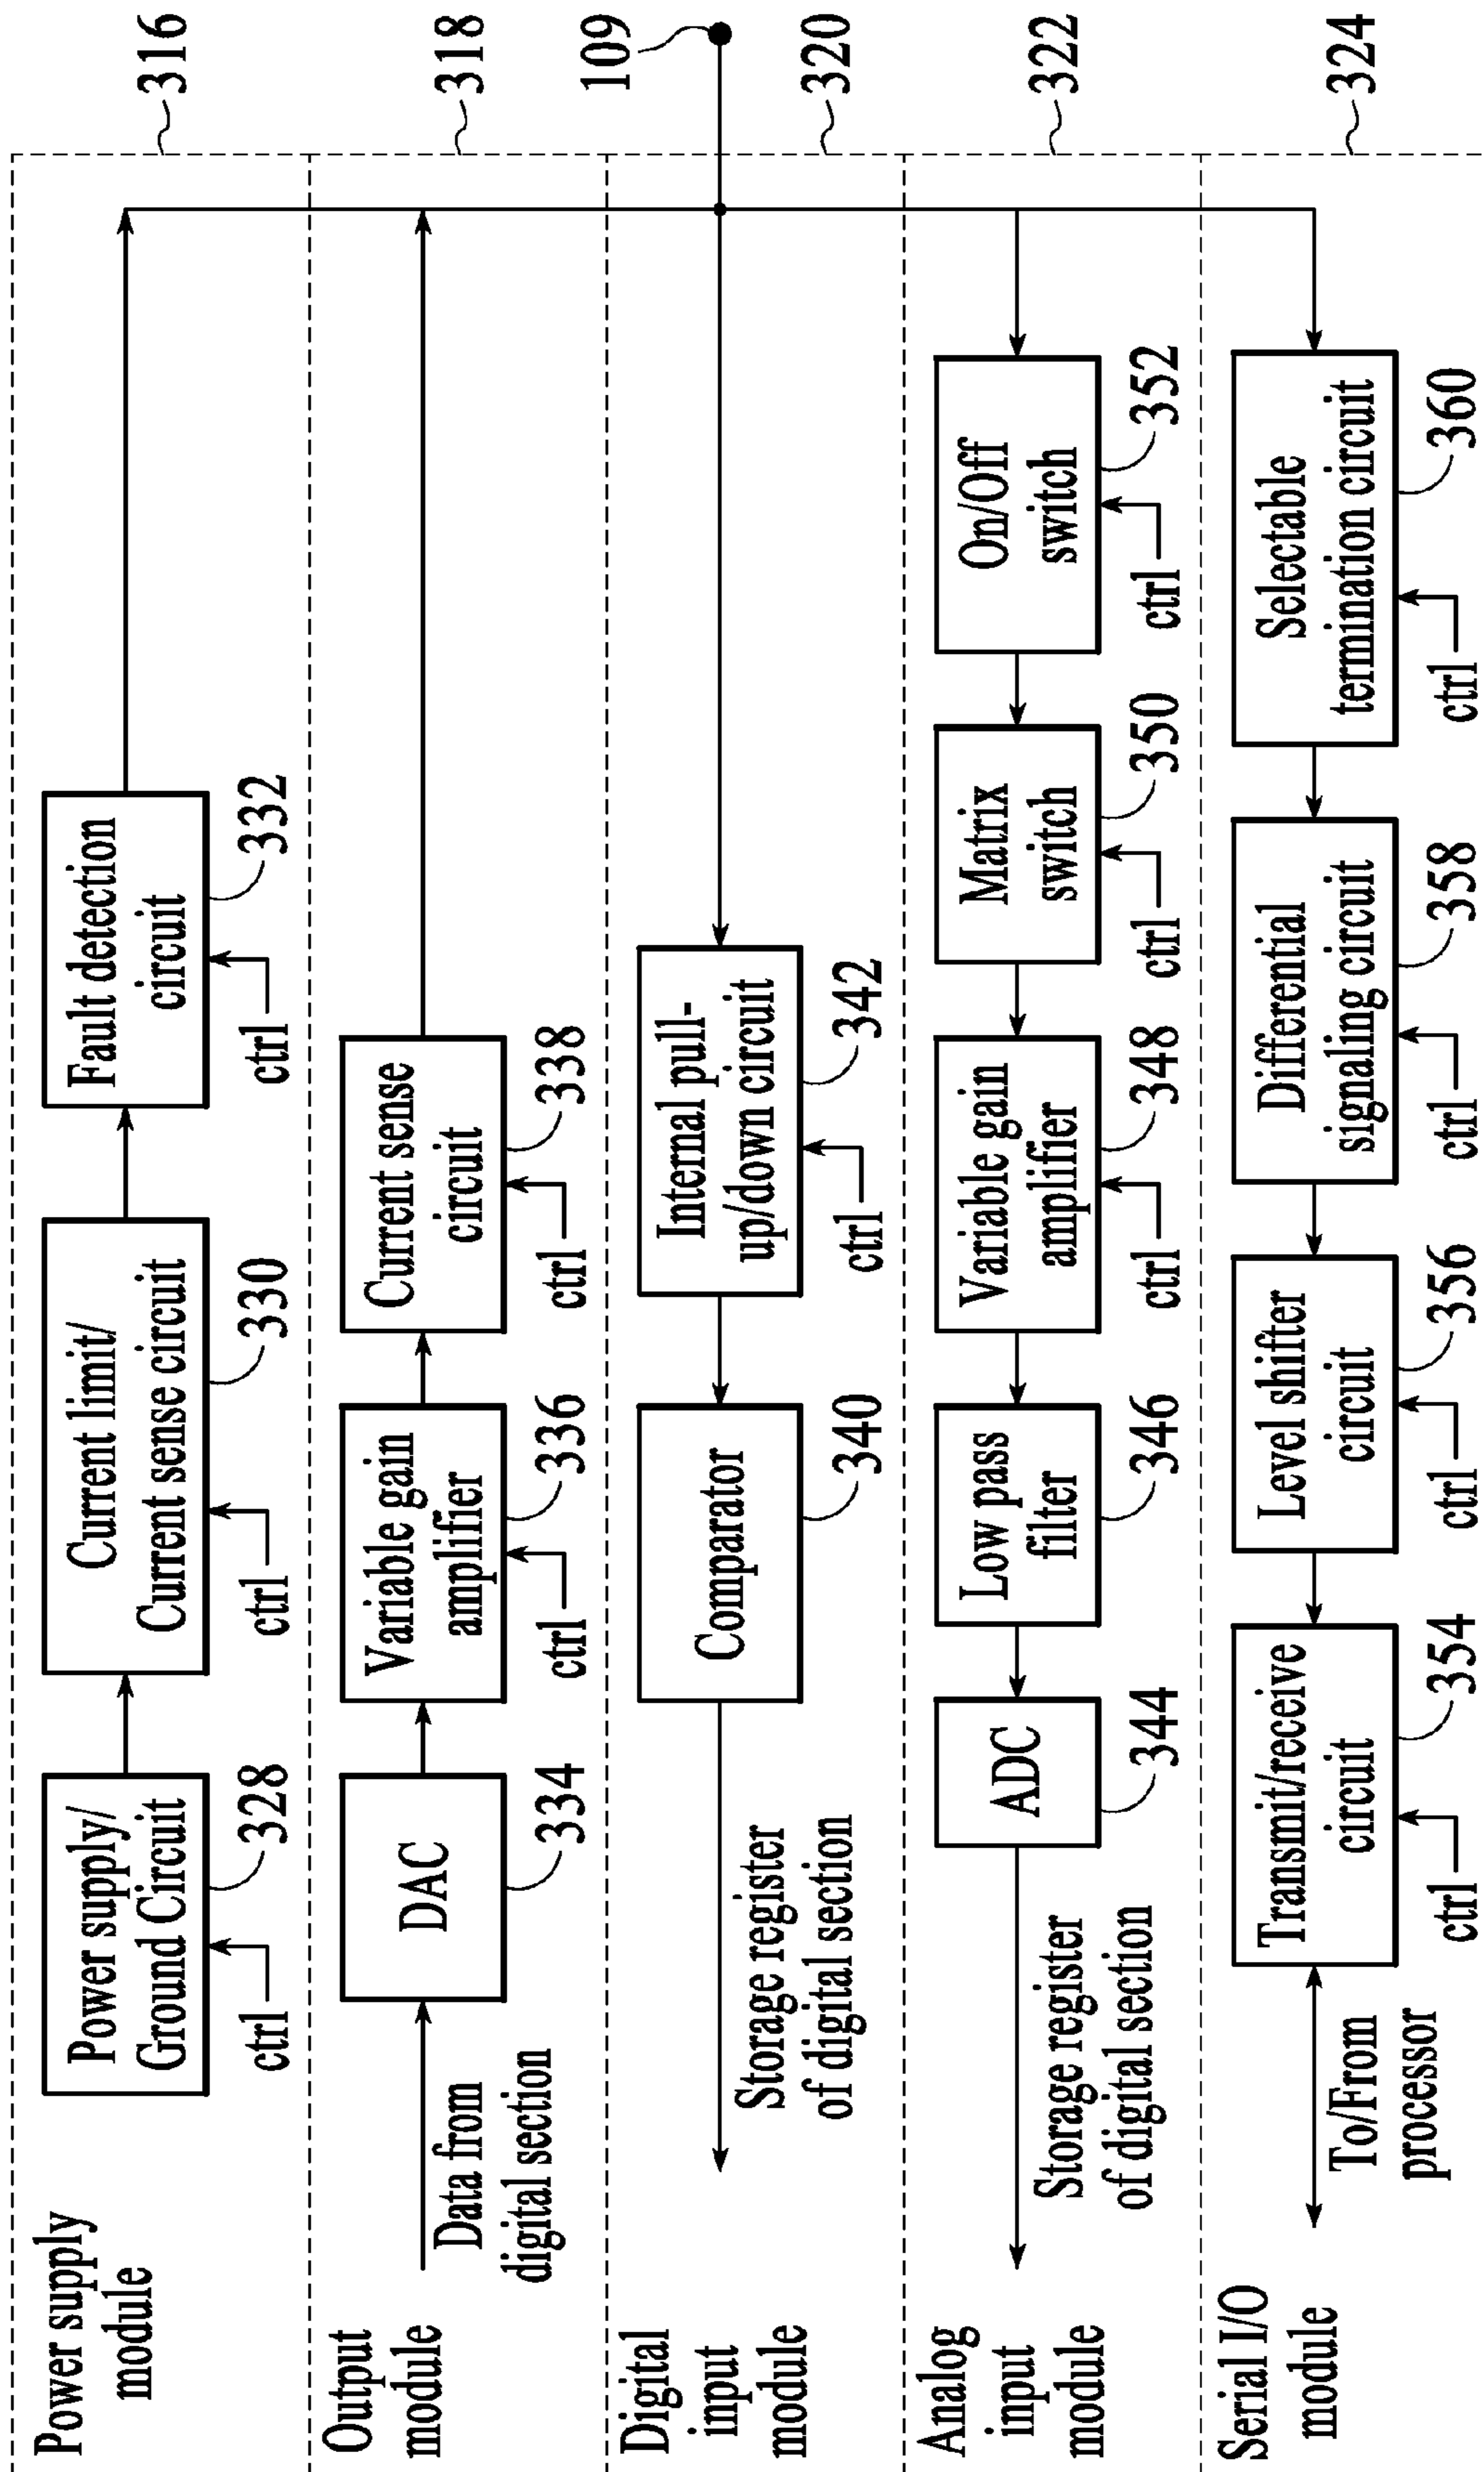 Power supply
module
Power supply/
Ground Circuit
328
ctrl
Current limit/
Current sense circuit
330
ctrl
Fault detection
circuit
332
ctrl
316
Output
module
Data from
digital section
DAC
334
Variable gain
amplifier
336
ctrl
Current sense
circuit
338
ctrl
318
109
Digital
input
module
Storage register
of digital section
Comparator
340
Internal pull-
up/down circuit
342
ctrl
320
Analog
input
module
Storage register
of digital section
ADC
344
Low pass
filter
346
Variable gain
amplifier
348
ctrl
Matrix
switch
350
ctrl
On/Off
switch
352
ctrl
322
Serial I/O
module
To/From
processor
Transmit/receive
circuit
354
ctrl
Level shifter
circuit
356
ctrl
Differential
signaling circuit
358
ctrl
Selectable
termination circuit
360
ctrl
324